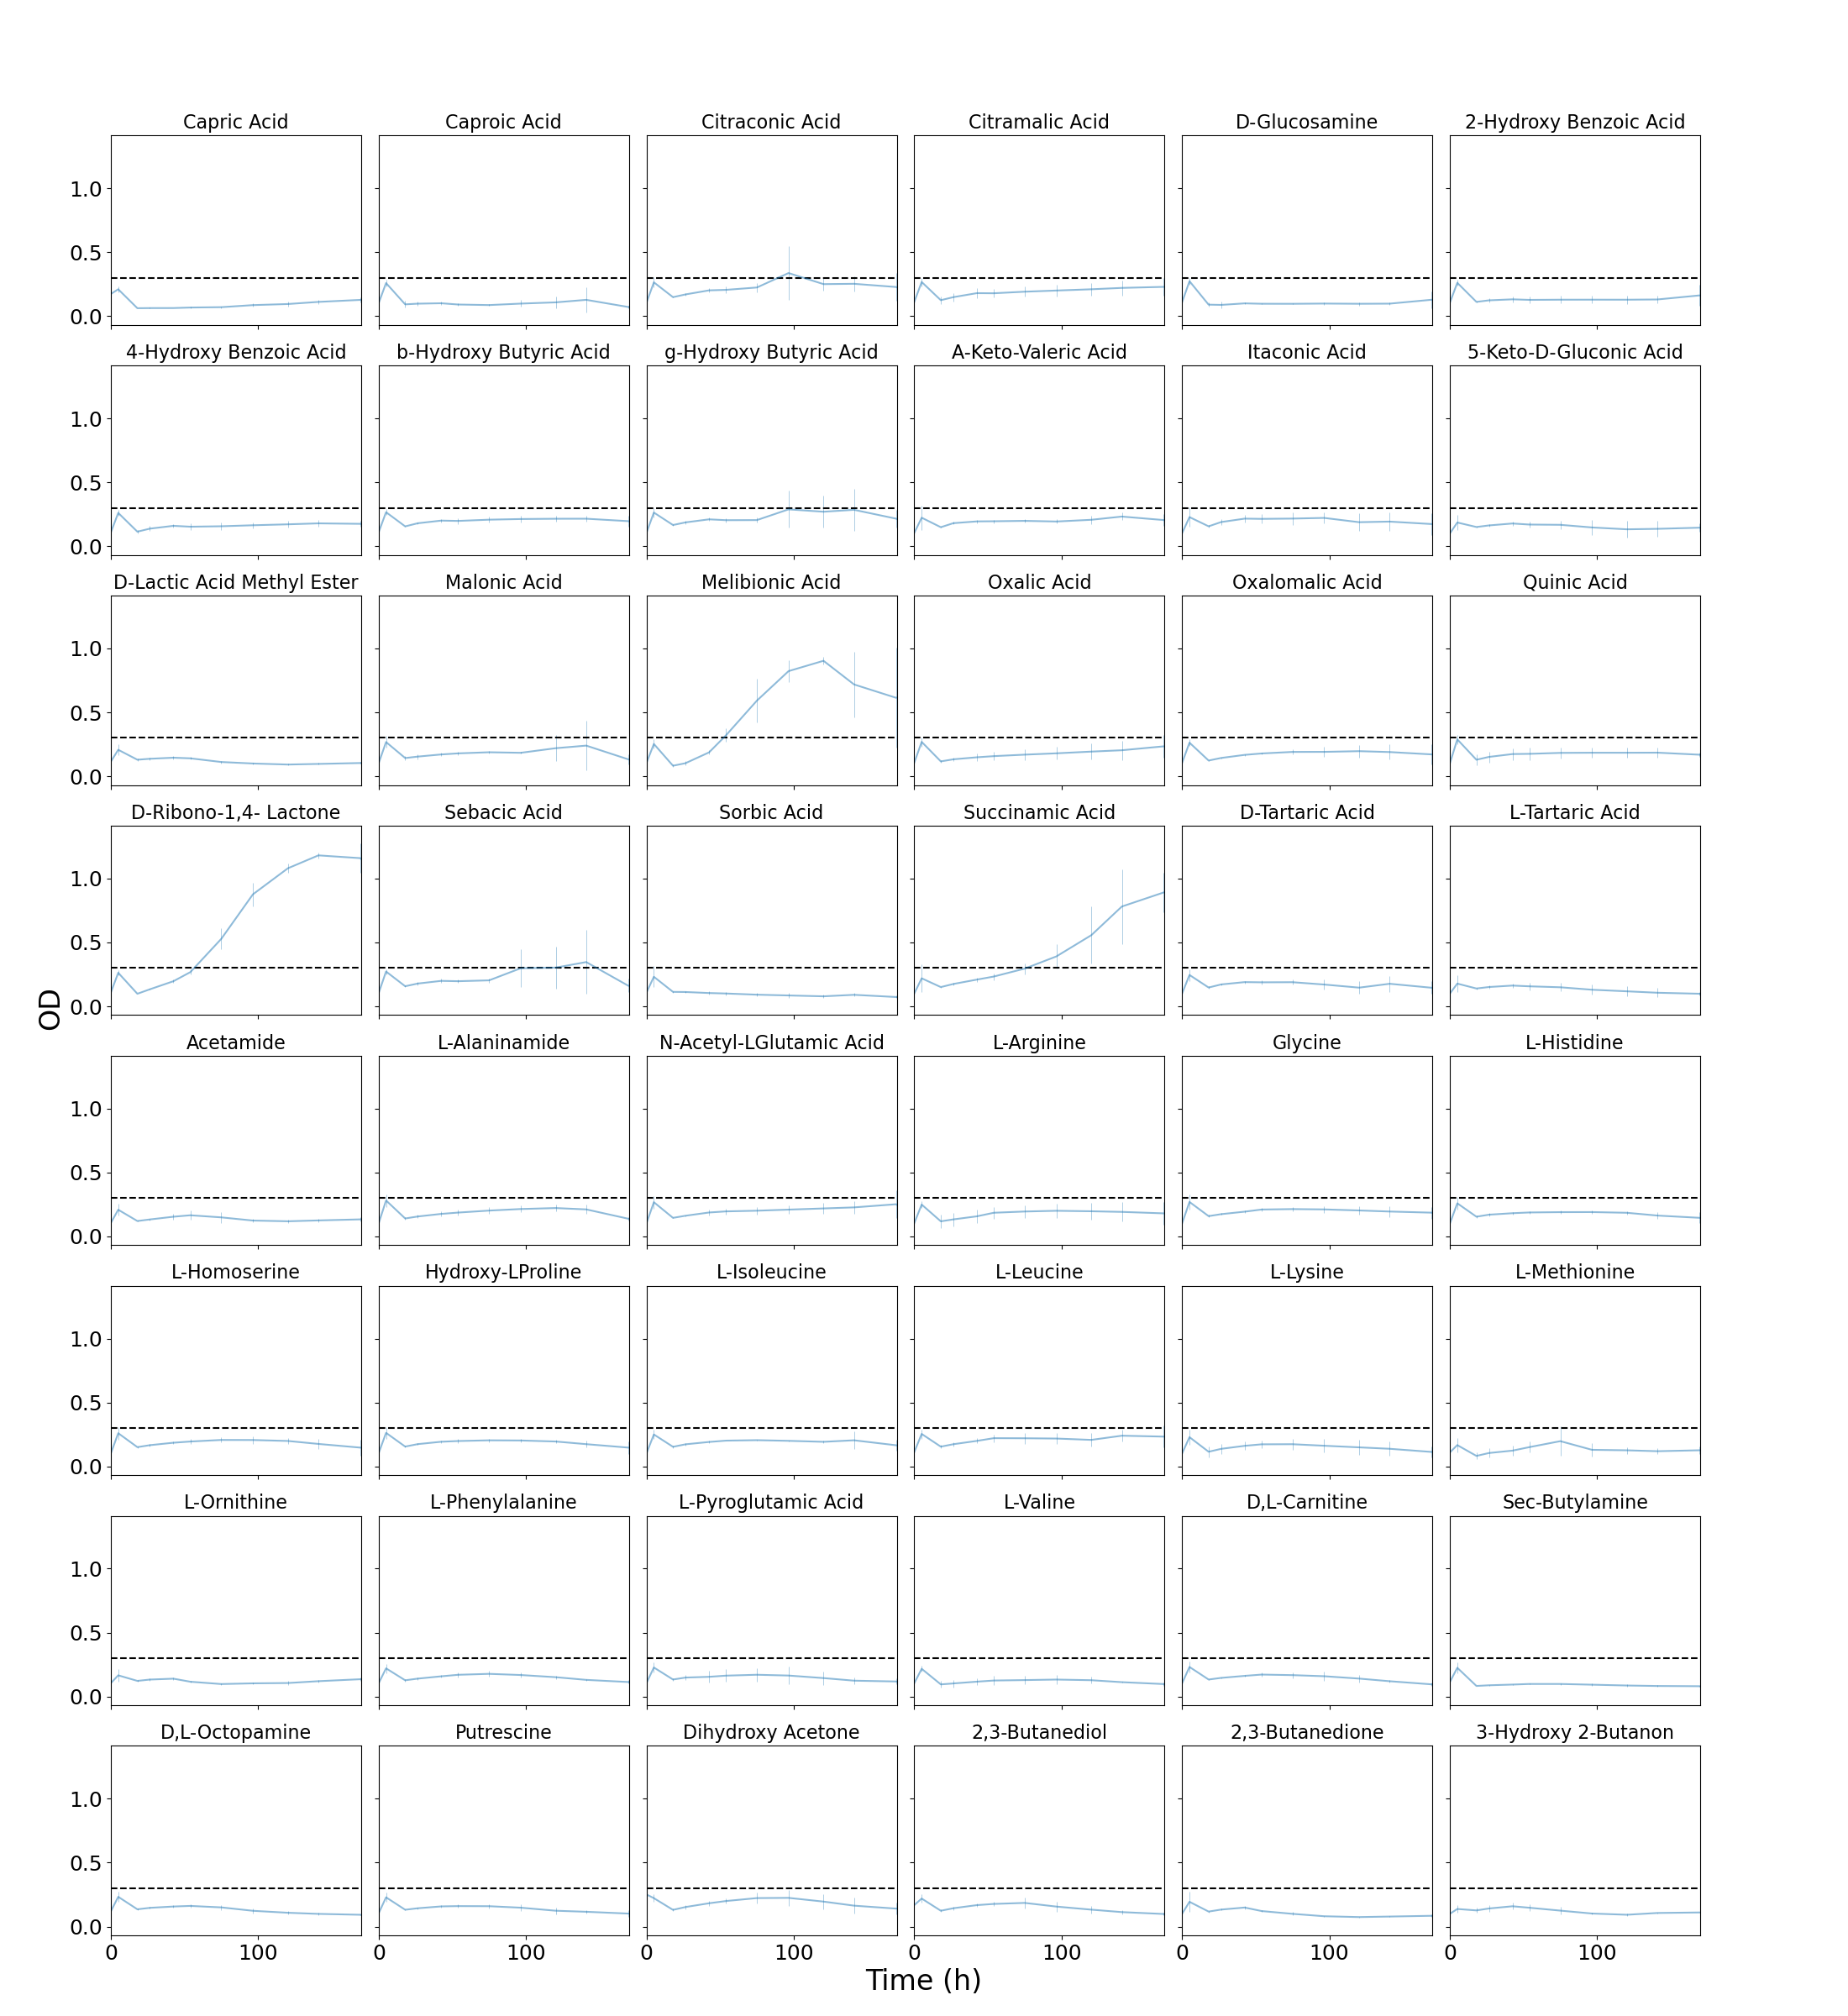 Capric Acid Caproic Acid Citraconic Acid Citramalic Acid D-Glucosamine 2-Hydroxy Benzoic Acid
1.0
0.5
0.0
4-Hydroxy Benzoic Acid b-Hydroxy Butyric Acid g-Hydroxy Butyric Acid A-Keto-Valeric Acid Itaconic Acid 5-Keto-D-Gluconic Acid
1.0
0.5
0.0
D-Lactic Acid Methyl Ester Malonic Acid Melibionic Acid Oxalic Acid Oxalomalic Acid Quinic Acid
1.0
0.5
0.0
D-Ribono-1,4- Lactone Sebacic Acid Sorbic Acid Succinamic Acid D-Tartaric Acid L-Tartaric Acid
1.0
0.5
0.0
OD
Acetamide L-Alaninamide N-Acetyl-LGlutamic Acid L-Arginine Glycine L-Histidine
1.0
0.5
0.0
L-Homoserine Hydroxy-LProline L-Isoleucine L-Leucine L-Lysine L-Methionine
1.0
0.5
0.0
L-Ornithine L-Phenylalanine L-Pyroglutamic Acid L-Valine D,L-Carnitine Sec-Butylamine
1.0
0.5
0.0
D,L-Octopamine Putrescine Dihydroxy Acetone 2,3-Butanediol 2,3-Butanedione 3-Hydroxy 2-Butanon
1.0
0.5
0.0
0 100 0 100 0 100 0 100 0 100 0 100
Time (h)